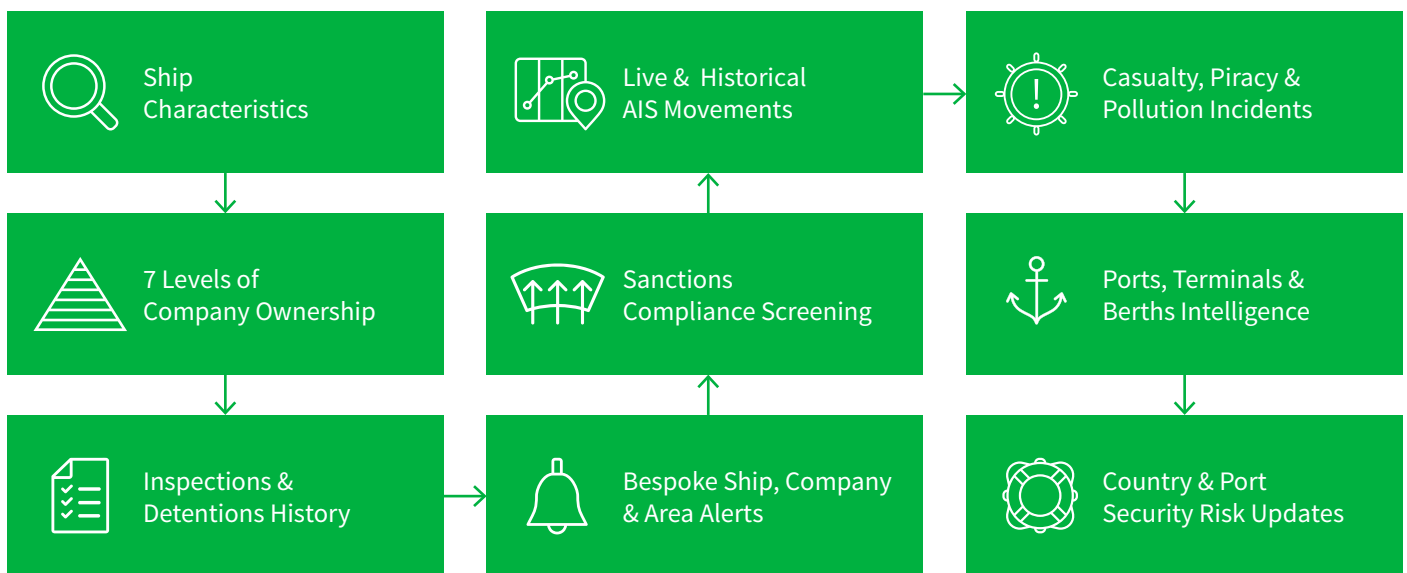 Ship
Characteristics
7 Levels of
Company Ownership
Inspections &
Detentions History
Bespoke Ship, Company
& Area Alerts
Sanctions
Compliance Screening
Live & Historical
AIS Movements
!
Casualty, Piracy &
Pollution Incidents
Ports, Terminals &
Berths Intelligence
Country & Port
Security Risk Updates